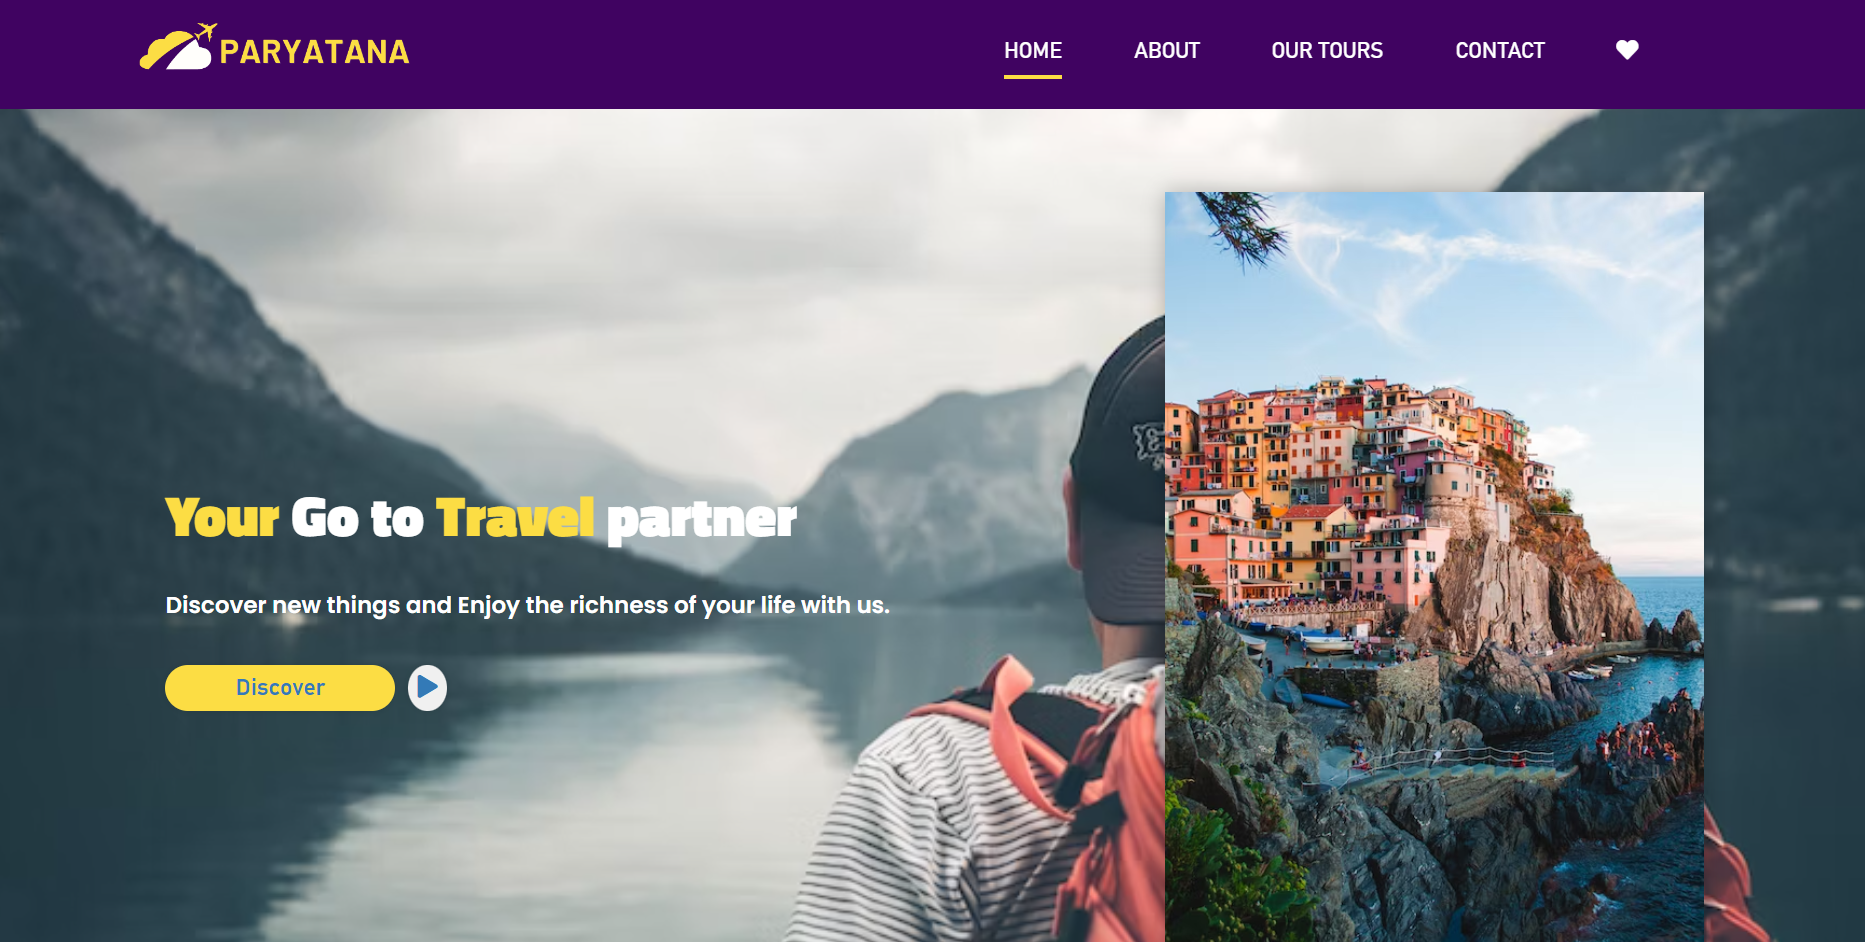 PARYATANA
HOME ABOUT OUR TOURS CONTACT
Your Go to Travel partner
Discover new things and Enjoy the richness of your life with us.
Discover